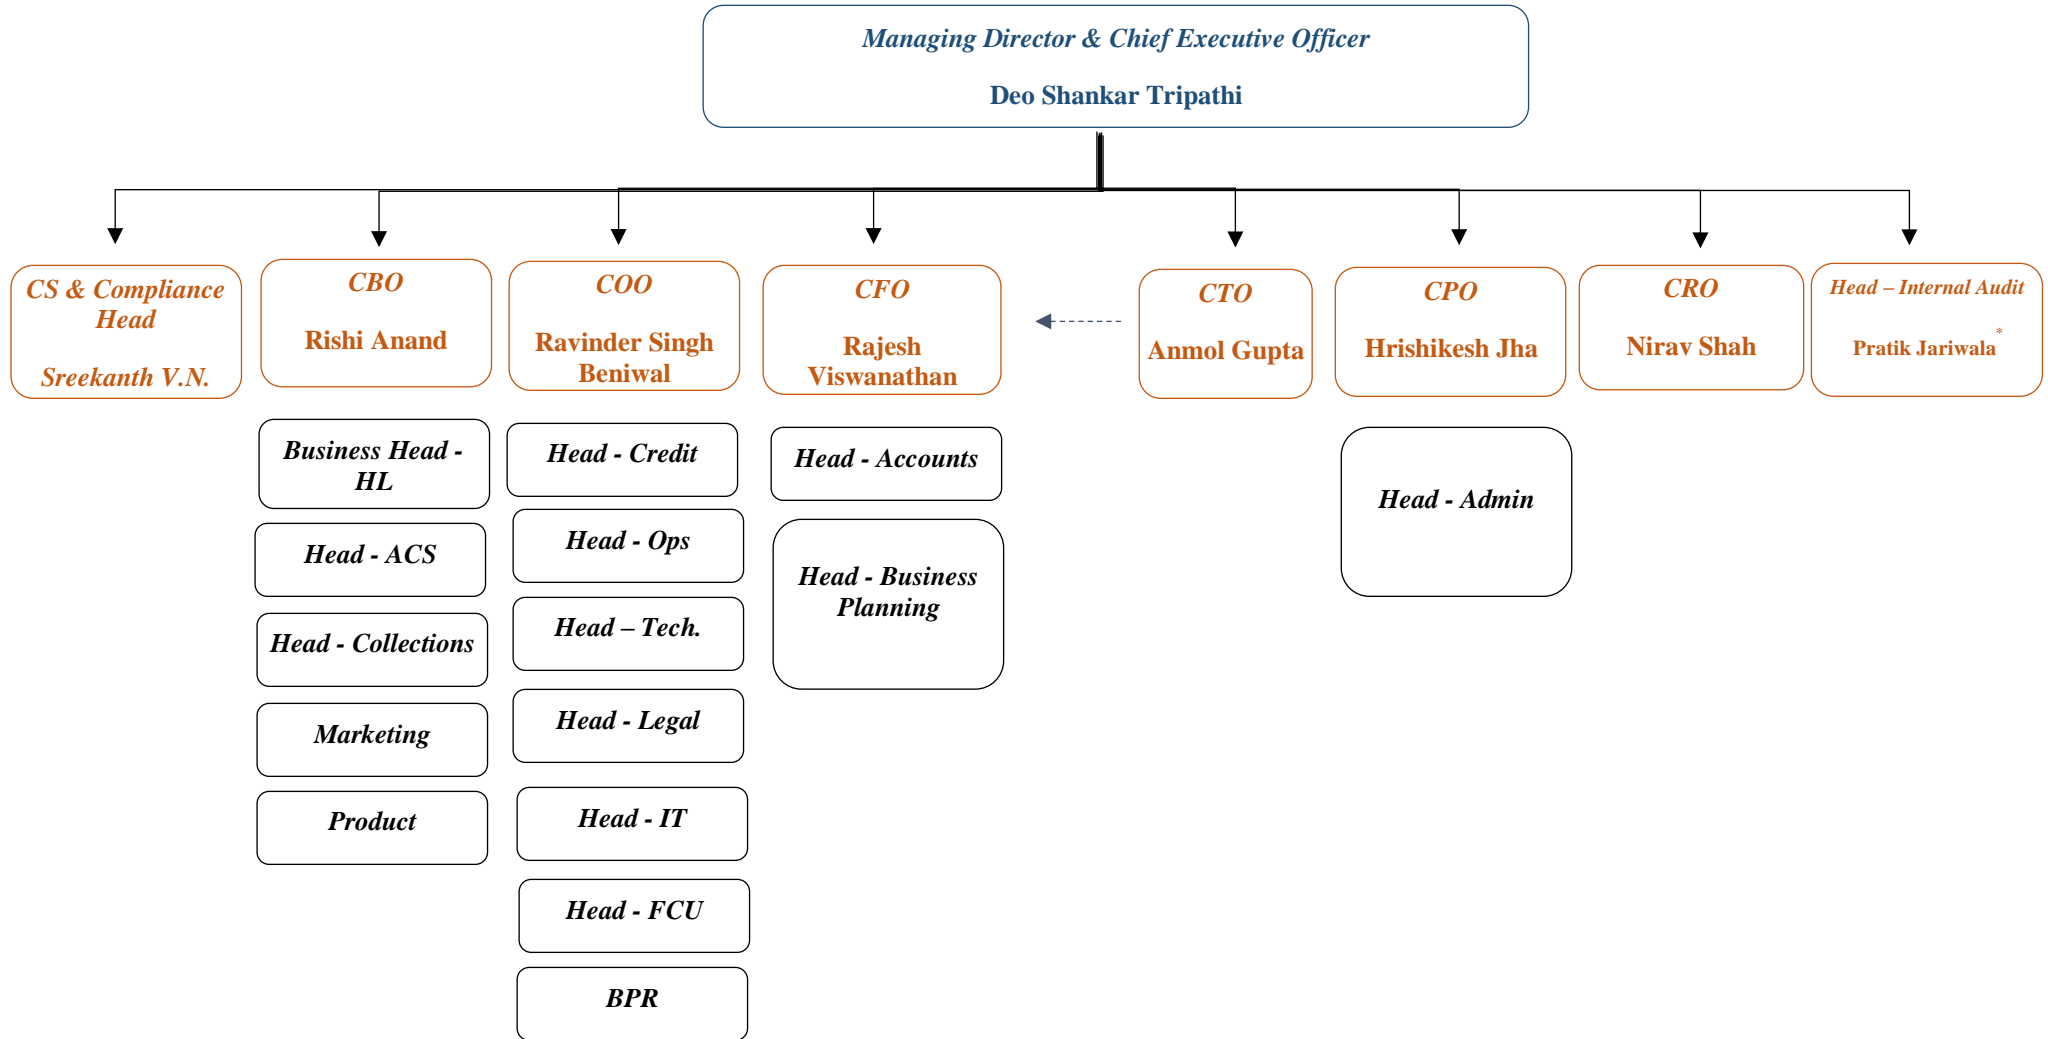 Managing Director & Chief Executive Officer
Deo Shankar Tripathi
CS & Compliance
Head
Sreekanth V.N.
CBO
Rishi Anand
COO
Ravinder Singh
Beniwal
CFO
Rajesh
Viswanathan
CTO
Anmol Gupta
CPO
Hrishikesh Jha
CRO
Nirav Shah
Head – Internal Audit
Pratik Jariwala*
Business Head -
HL
Head - ACS
Head - Collections
Marketing
Product
Head - Credit
Head - Ops
Head – Tech.
Head - Legal
Head - IT
Head - FCU
BPR
Head - Accounts
Head - Business
Planning
Head - Admin